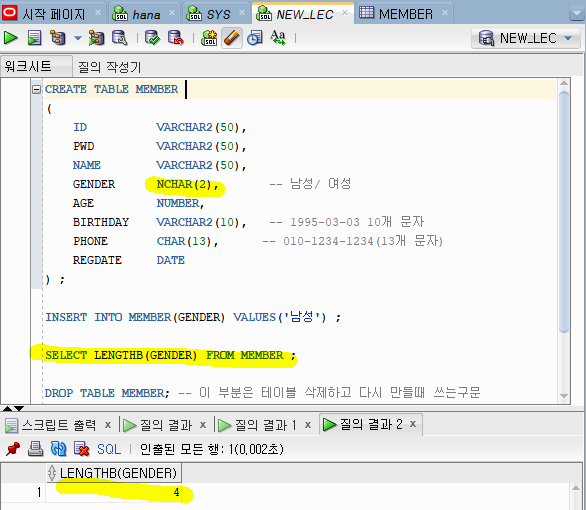 시작 페이지 hana SYS NEW_LEC MEMBER
NEW_LEC
워크시트 질의 작성기
CREATE TABLE MEMBER
(
ID VARCHAR2(50),
PWD VARCHAR2(50),
NAME VARCHAR2(50),
GENDER NCHAR(2), -- 남성/ 여성
AGE NUMBER,
BIRTHDAY VARCHAR2(10), -- 1995-03-03 10개 문자
PHONE CHAR(13), -- 010-1234-1234(13개 문자)
REGDATE DATE
) ;
INSERT INTO MEMBER(GENDER) VALUES('남성') ;
SELECT LENGTHB(GENDER) FROM MEMBER ;
DROP TABLE MEMBER; -- 이 부분은 테이블 삭제하고 다시 만들때 쓰는구문
스크립트 출력 x 질의 결과 x 질의 결과 1 x 질의 결과 2 x
SQL | 인출된 모든 행: 1(0,002초)
LENGTHB(GENDER)
1 4